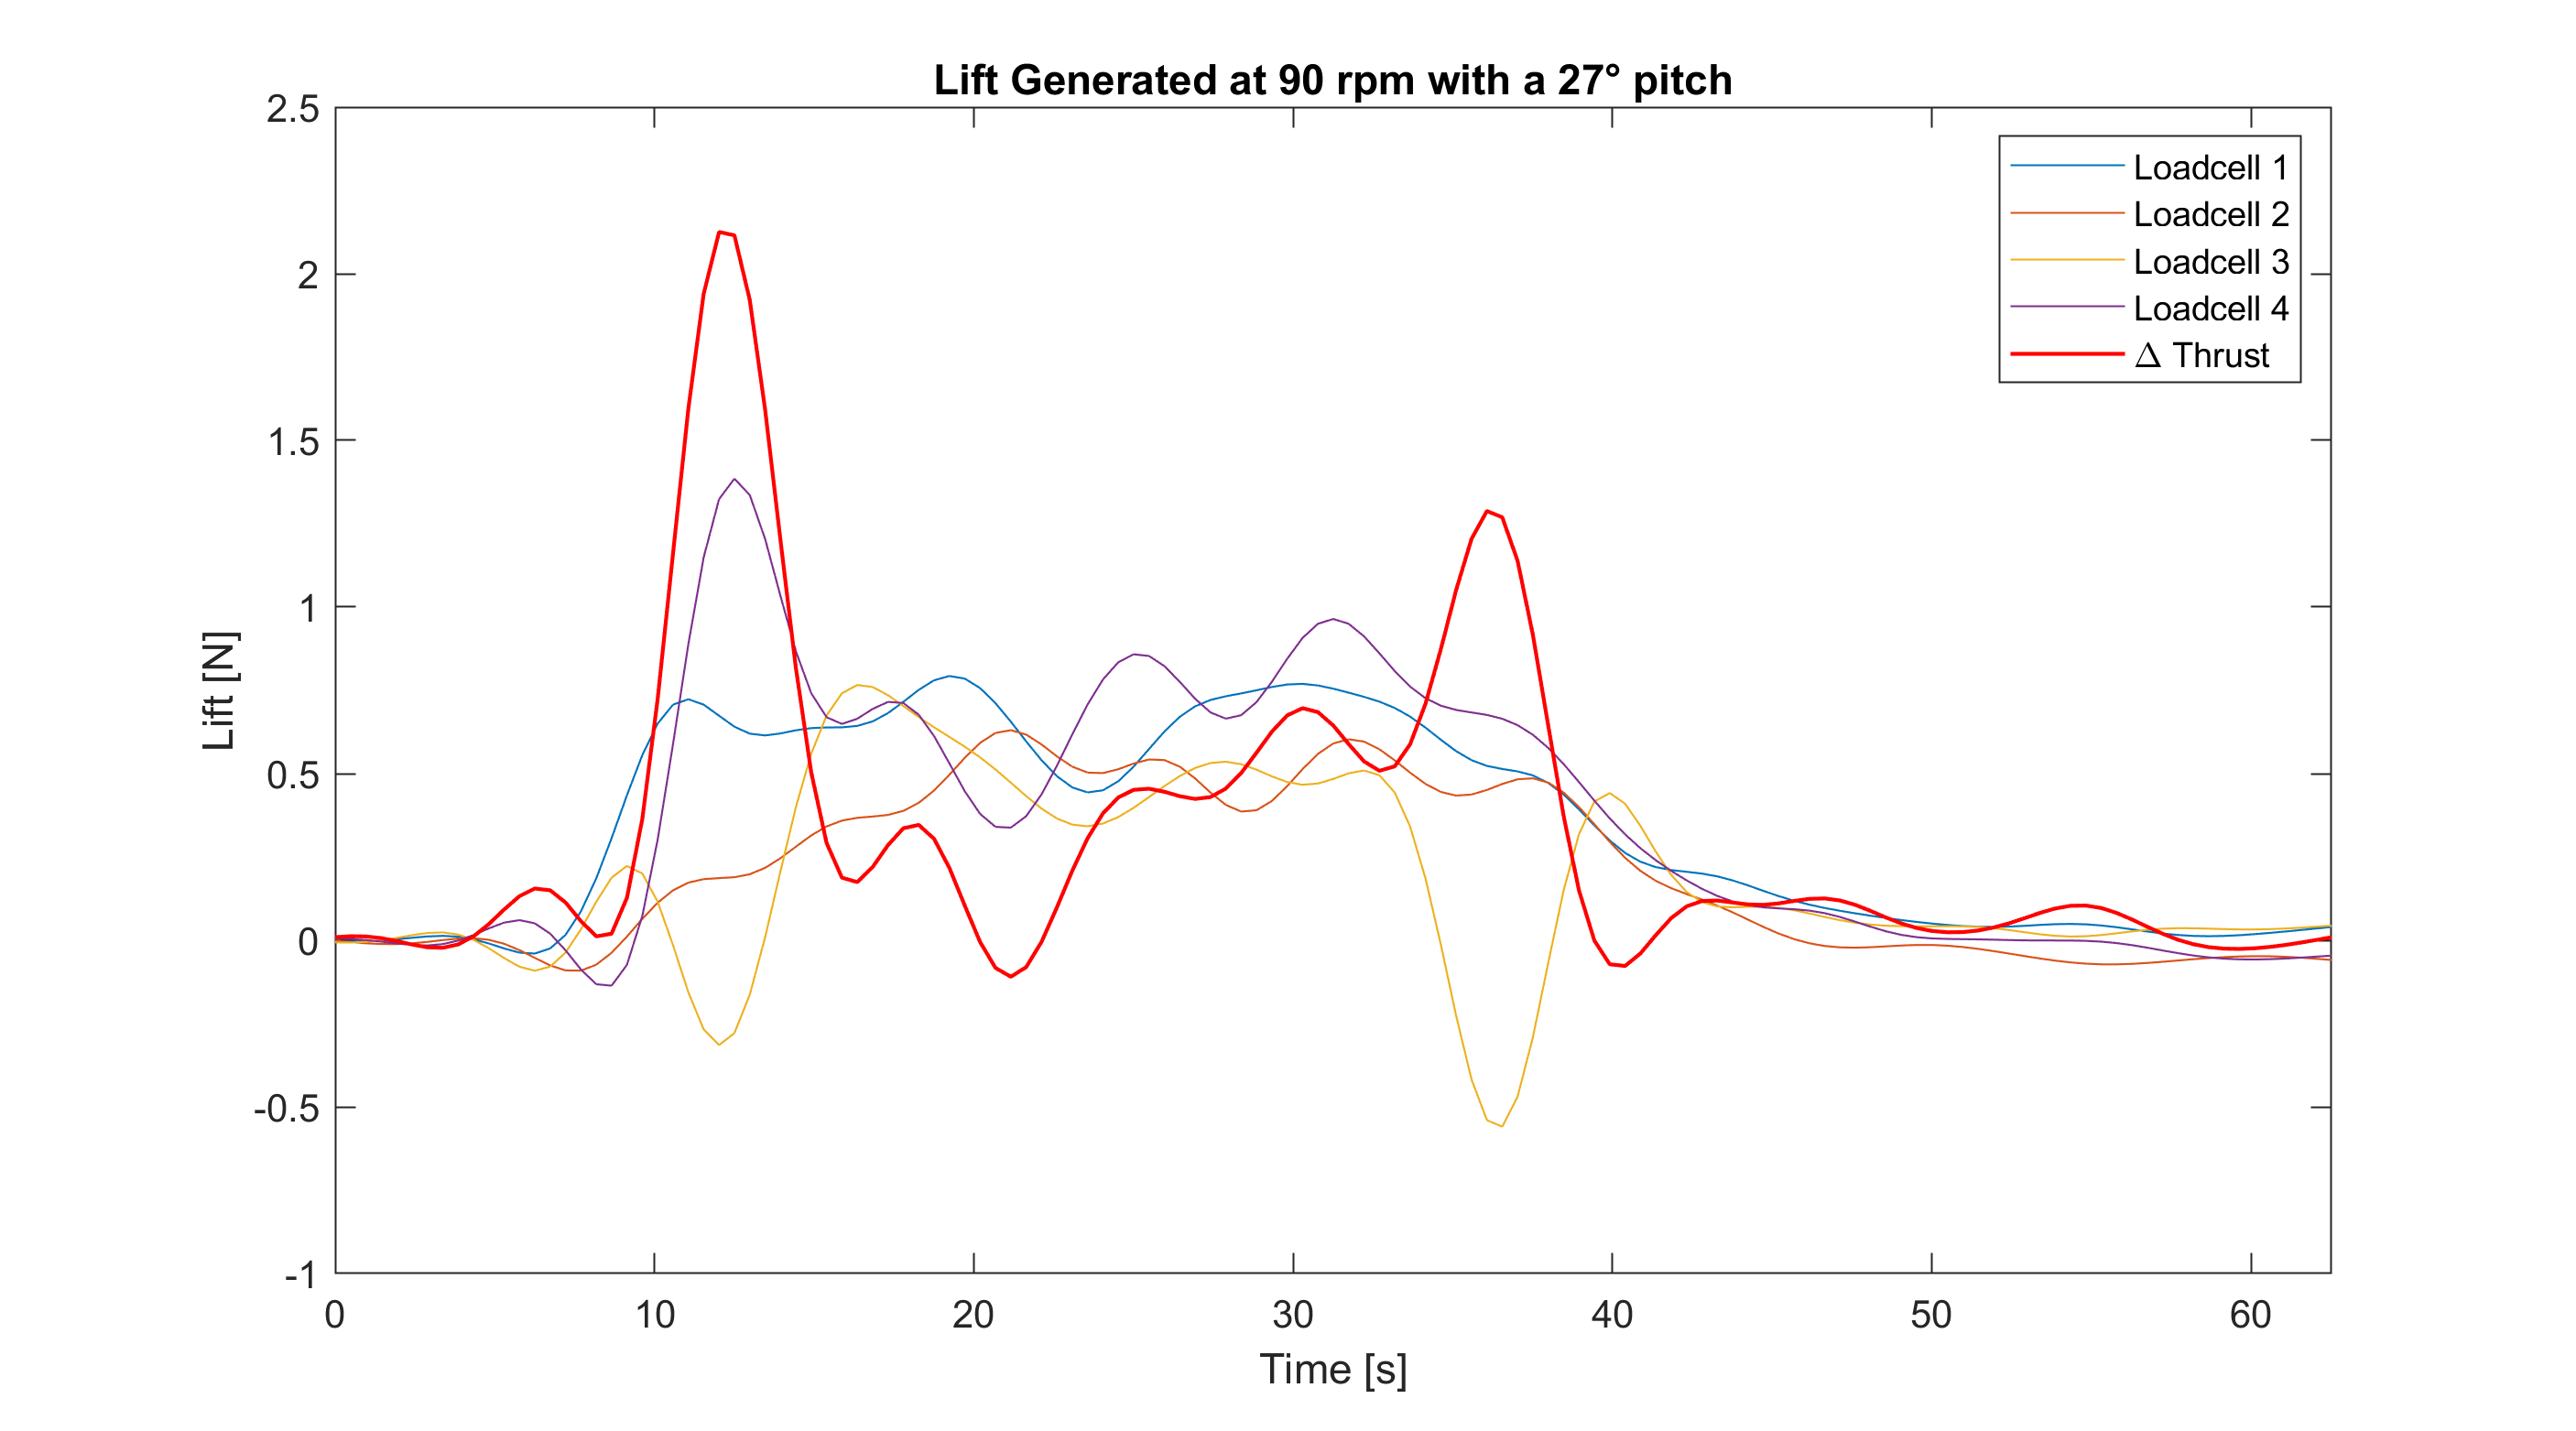 Lift Generated at 90 rpm with a 27° pitch
2.5
2
1.5
1
0.5
0
-0.5
-1
Lift [N]
Loadcell 1
Loadcell 2
Loadcell 3
Loadcell 4
Δ Thrust
0 10 20 30 40 50 60
Time [s]